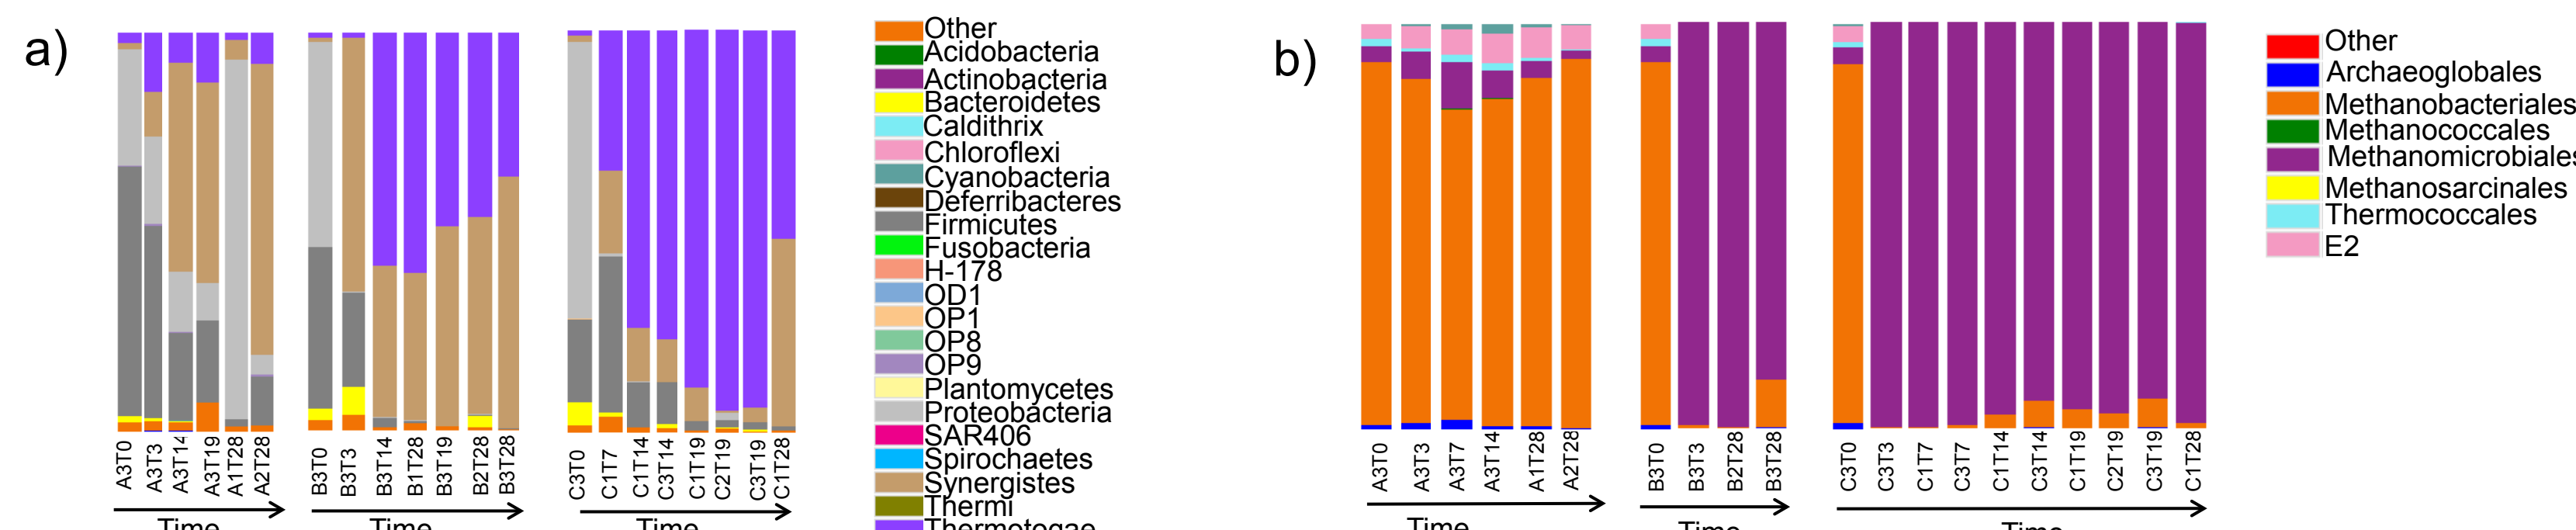 a)
Other
Acidobacteria
Actinobacteria
Bacteroidetes
Caldithrix
Chloroflexi
Cyanobacteria
Deferribacteres
Firmicutes
Fusobacteria
H-178
OD1
OP1
OP8
OP9
Plantomycetes
Proteobacteria
SAR406
Spirochaetes
Synergistes
Thermi
Thermotogae
A3T0 A3T3 A3T14 A3T19 A1T28 A2T28
B3T0 B3T3 B3T14 B1T28 B3T19 B2T28 B3T28
C3T0 C1T7 C1T14 C3T14 C1T19 C2T19 C3T19 C1T28
Time Time Time
b)
Other
Archaeoglobales
Methanobacteriales
Methanococcales
Methanomicrobiales
Methanosarcinales
Thermococcales
E2
A3T0 A3T3 A3T7 A3T14 A1T28 A2T28
B3T0 B3T3 B2T28 B3T28
C3T0 C3T3 C1T7 C3T7 C1T14 C3T14 C1T19 C2T19 C3T19 C1T28
Time Time Time